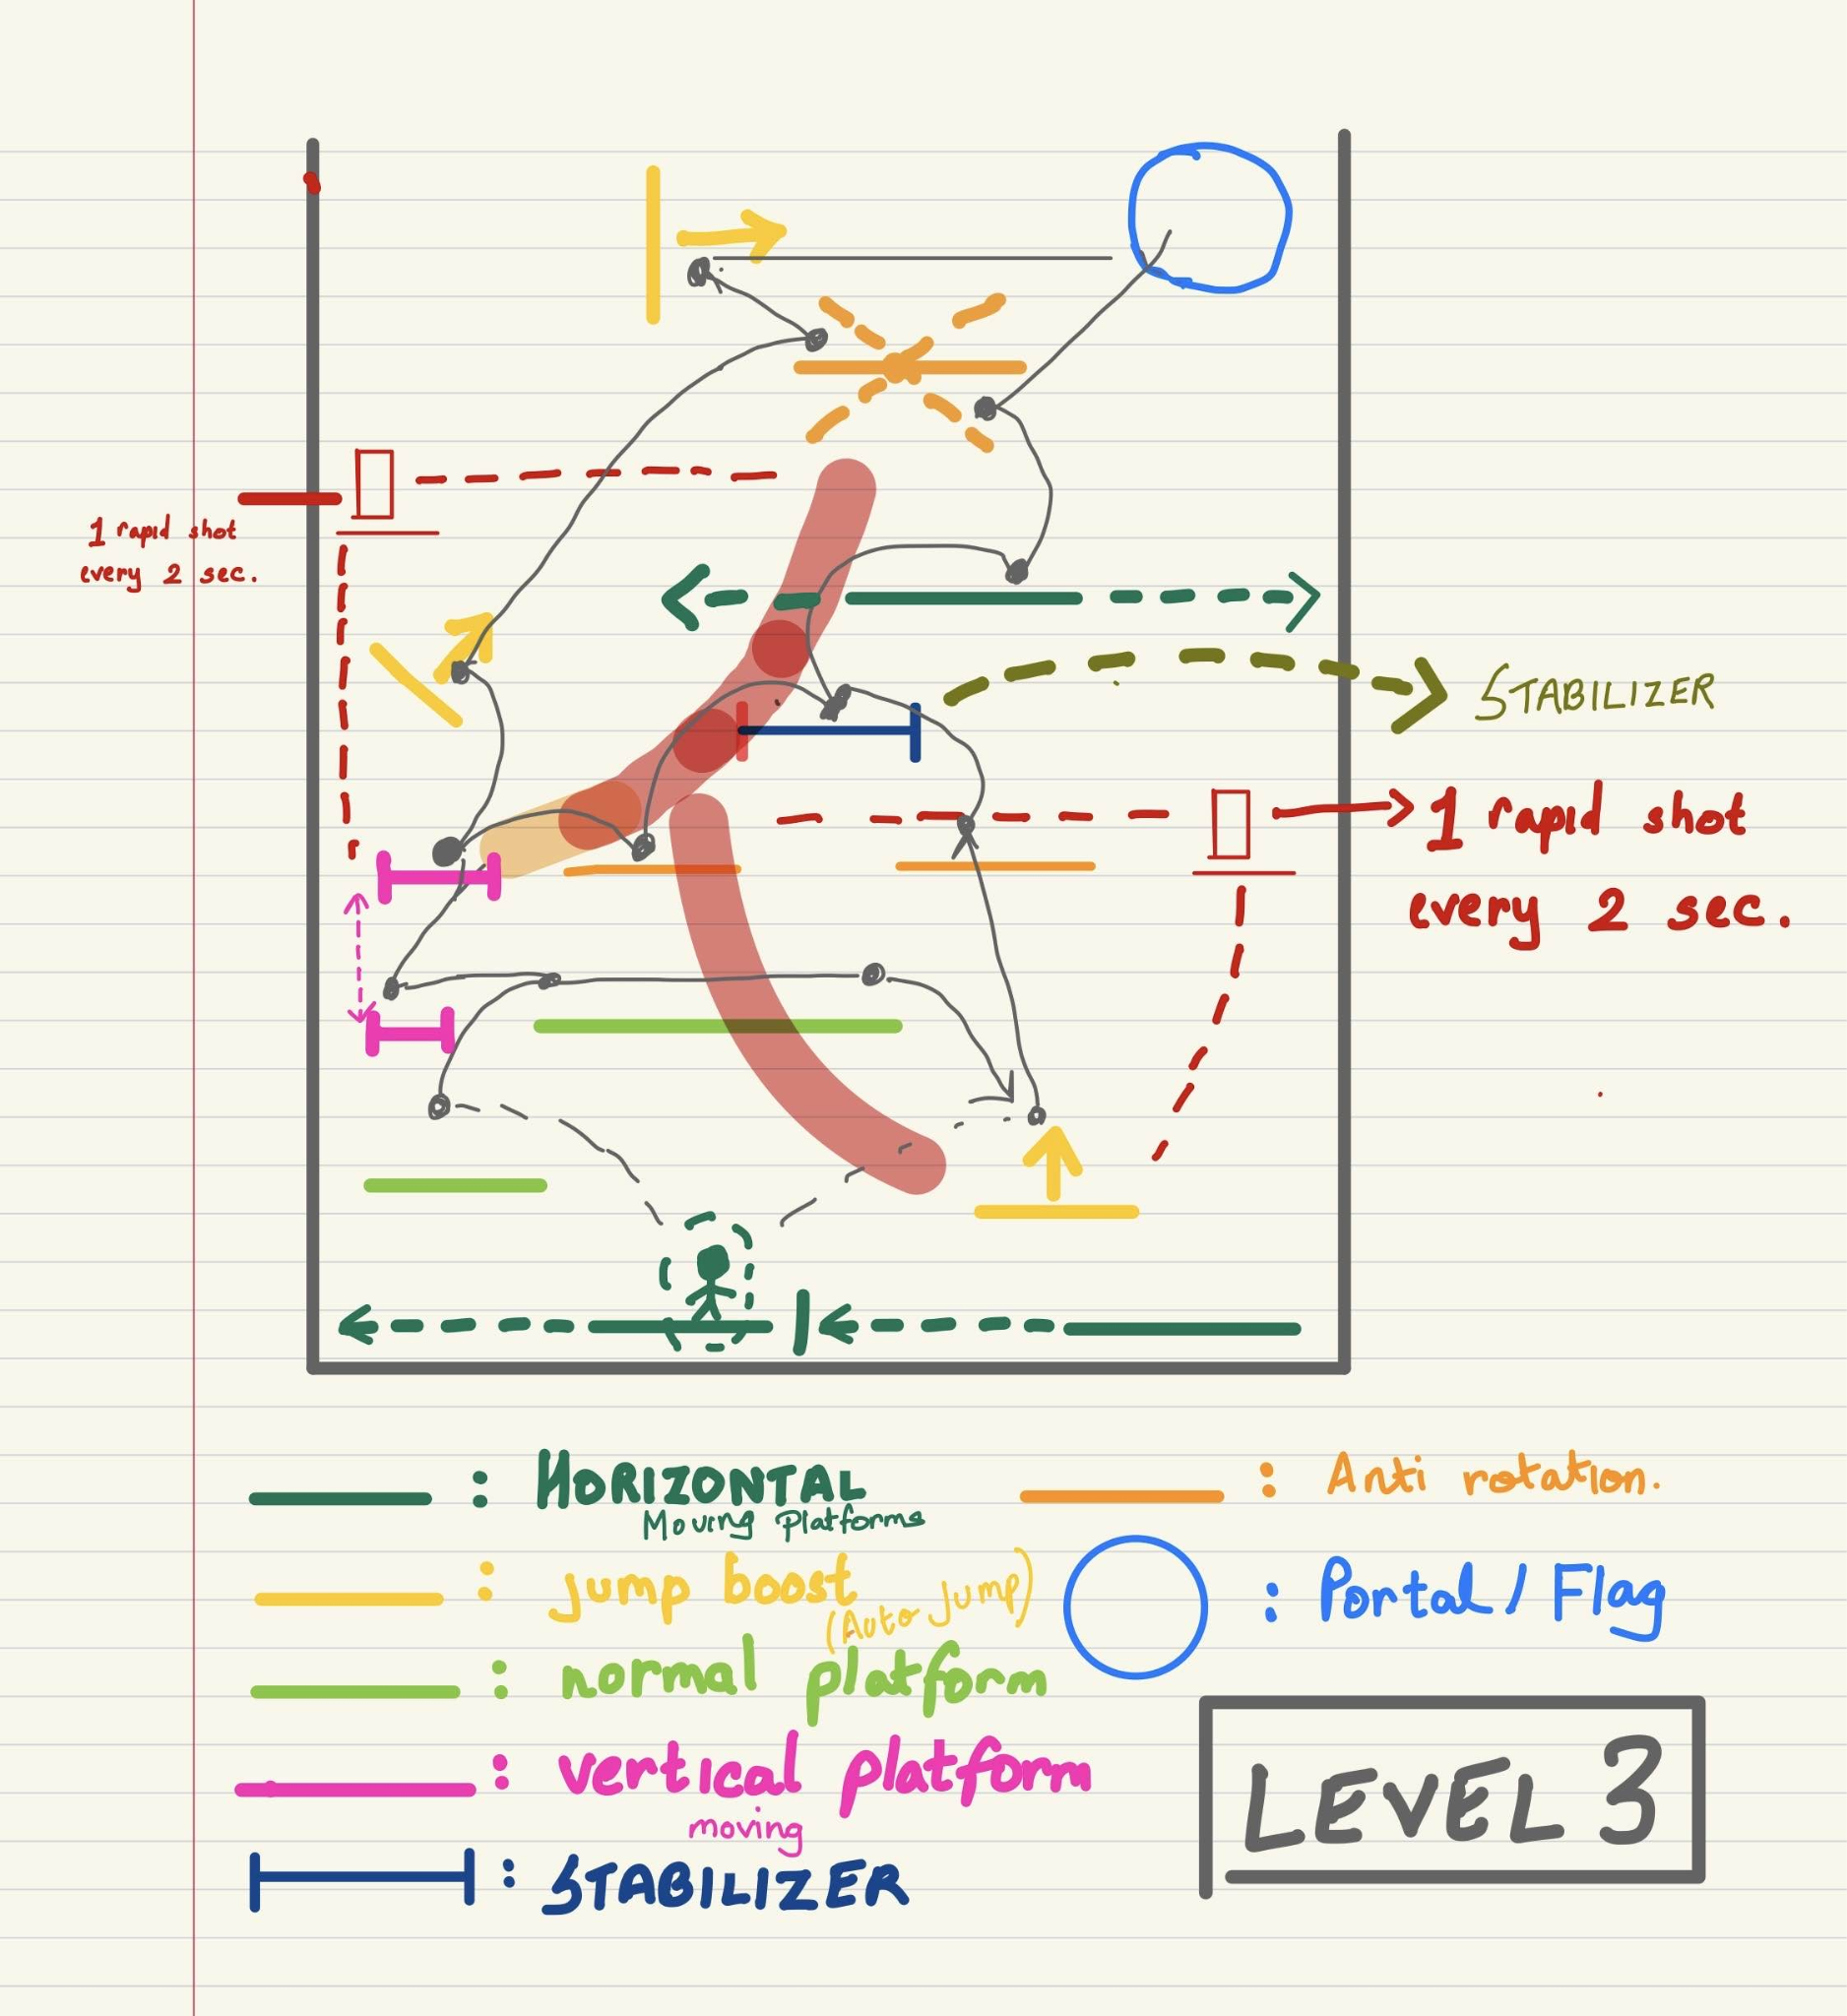 1 rapid shot
every 2 sec.
STABILIZER
1 rapid shot
every 2 sec.
: HORIZONTAL
Moving Platforms
: Anti rotation.
: jump boost
(Auto Jump)
: Portal / Flag
: normal platform
: vertical platform
moving
: STABILIZER
LEVEL 3